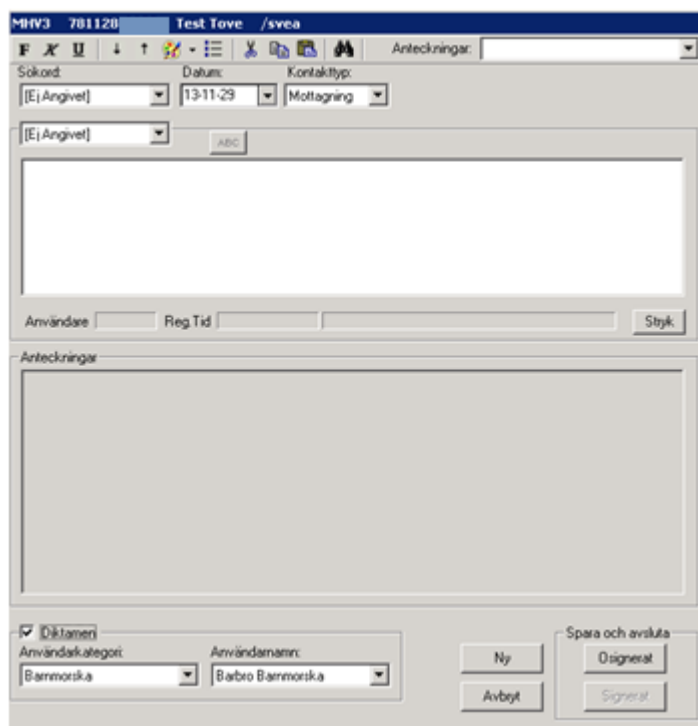 MHV3 781128 Test Tove /svea
F K U Anteckningar:
Sökord: Datum: Kontakttyp:
[Ej Angivet] 13-11-29 Mottagning
[Ej Angivet] ABC
Användare Reg.Tid Stryk
Anteckningar
Diktamen Spara och avsluta
Användarkategori: Användarnamn: Ny Osignerat
Barnmorska Barbro Barnmorska
Avbryt Signerat